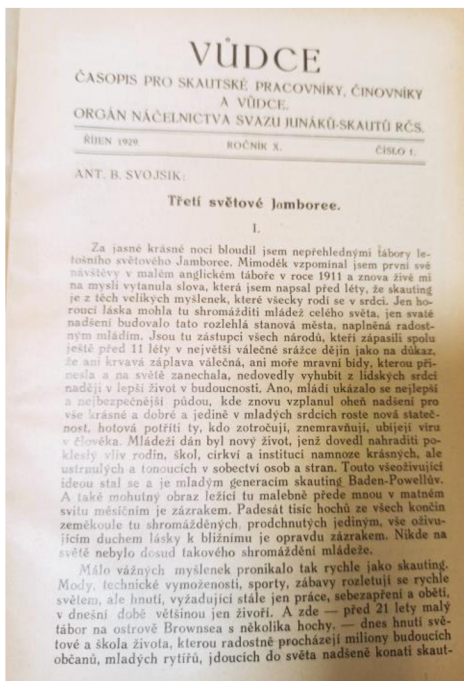 VŮDCE
ČASOPIS PRO SKAUTSKÉ PRACOVNÍKY, ČINOVNÍKY
A VŮDCE.
ORGÁN NÁČELNICTVA SVAZU JUNÁKŮ-SKAUTŮ RČS.
ŘÍJEN 1929. ROČNÍK X. ČÍSLO 1.
ANT. B. SVOJSÍK:
Třetí světové Jamboree.
I.
Za jasné krásné noci bloudil jsem nepřehlednými tábory le-
tošního světového Jamboree. Mimoděk vzpomínal jsem první své
návštěvy v malém anglickém táboře v roce 1911 a znova živě mi
na mysli vytanula slova, která jsem napsal před léty, že skauting
je z těch velikých myšlenek, které všecky rodí se v srdci. Jen ho-
roucí láska mohla tu shromážditi mládež celého světa, jen svaté
nadšení budovalo tato rozlehlá stanová města, naplněná radost-
ným mládím. Jsou tu zástupci všech národů, kteří zápasili spolu
ještě před 11 léty v největší válečné srážce dějin jako na důkaz,
že ani krvavá záplava válečná, ani moře mravní bídy, kterou při-
nesla a na světě zanechala, nedovedly vyhubit z lidských srdcí
naději v lepší život v budoucnosti. Ano, mládí ukázalo se nejlepší
a nejbezpečnější půdou, kde znovu vzplanul oheň nadšení pro
vše krásné a dobré a jedině v mladých srdcích roste nová stateč-
nost, hotová potříti ty, kdo zotročují, znemravňují, ubíjejí víru
v člověka. Mládeži dán byl nový život, jenž dovedl nahraditi po-
kleslý vliv rodin, škol, církví a institucí namnoze krásných, ale
ustrnulých a tonoucích v sobectví osob a stran. Touto všeoživující
ideou stal se a je mladým generacím skauting Baden-Powellův.
A také mohutný obraz ležící tu malebně přede mnou v matném
svitu měsíčním je zázrakem. Padesát tisíc hochů ze všech končin
zeměkoule tu shromážděných, prodchnutých jediným, vše oživu-
jícím duchem lásky k bližnímu je opravdu zázrakem. Nikde na
světě nebylo dosud takového shromáždění mládeže.
Málo vážných myšlenek pronikalo tak rychle jako skauting.
Mody, technické vymoženosti, sporty, zábavy rozletují se rychle
světem, ale hnutí, vyžadující stále jen práce, sebezapření a obětí,
v dnešní době většinou jen živoří. A zde — před 21 lety malý
tábor na ostrově Brownsea s několika hochy. — dnes hnutí svě-
tové a škola života, kterou radostně procházejí miliony budoucích
občanů, mladých rytířů, jdoucích do světa nadšeně konati skaut-